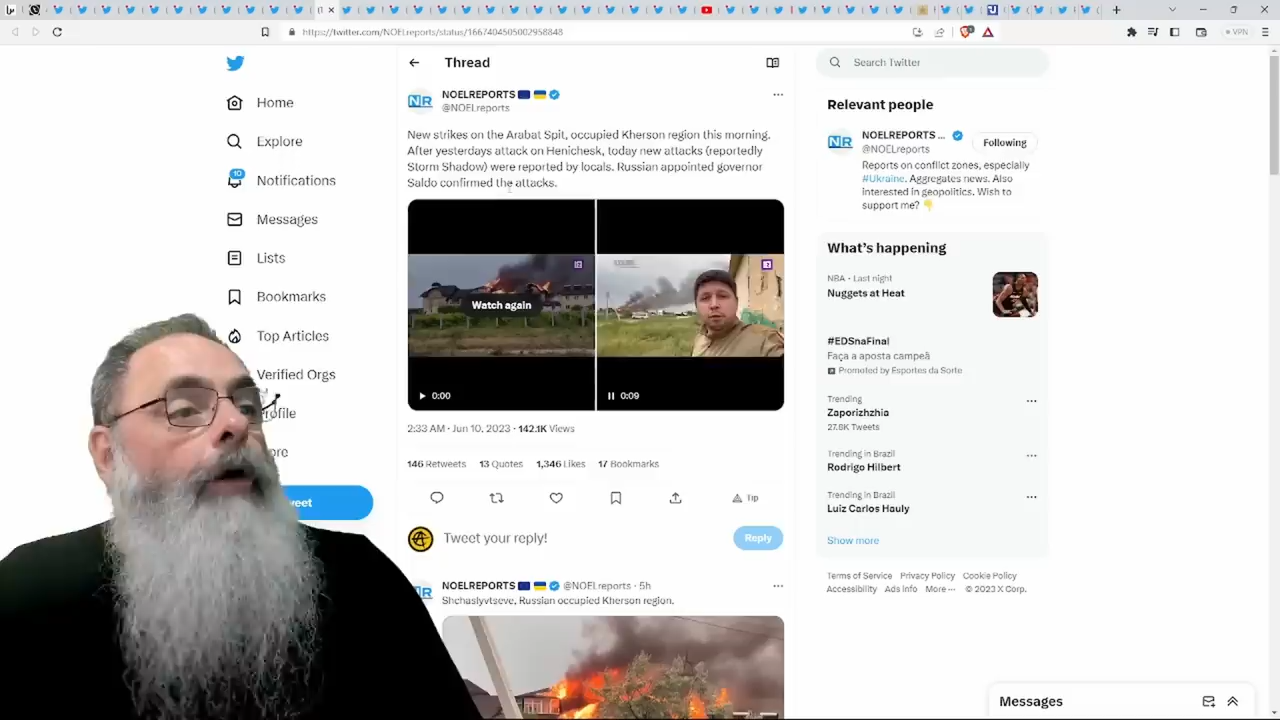 https://twitter.com/NOELreports/status/1667404505002958848
VPN
Home
Explore
10
Notifications
Messages
Lists
Bookmarks
Top Articles
Verified Orgs
Thread
NOELREPORTS
@NOELreports
New strikes on the Arabat Spit, occupied Kherson region this morning.
After yesterdays attack on Henichesk, today new attacks (reportedly
Storm Shadow) were reported by locals. Russian appointed governor
Saldo confirmed the attacks.
Watch again
0:00
0:09
2:33 AM · Jun 10, 2023 · 142.1K Views
146 Retweets 13 Quotes 1,346 Likes 17 Bookmarks
Tip
Tweet your reply!
Reply
NOELREPORTS @NOELreports · 5h
Shchaslyvtseve, Russian occupied Kherson region.
Search Twitter
Relevant people
NOELREPORTS ...
@NOELreports
Following
Reports on conflict zones, especially
#Ukraine. Aggregates news. Also
interested in geopolitics. Wish to
support me?
What's happening
NBA · Last night
Nuggets at Heat
#EDSnaFinal
Faça a aposta campeã
Promoted by Esportes da Sorte
Trending
Zaporizhzhia
27.8K Tweets
Trending in Brazil
Rodrigo Hilbert
Trending in Brazil
Luiz Carlos Hauly
Show more
Terms of Service Privacy Policy Cookie Policy
Accessibility Ads info More ··· © 2023 X Corp.
Messages